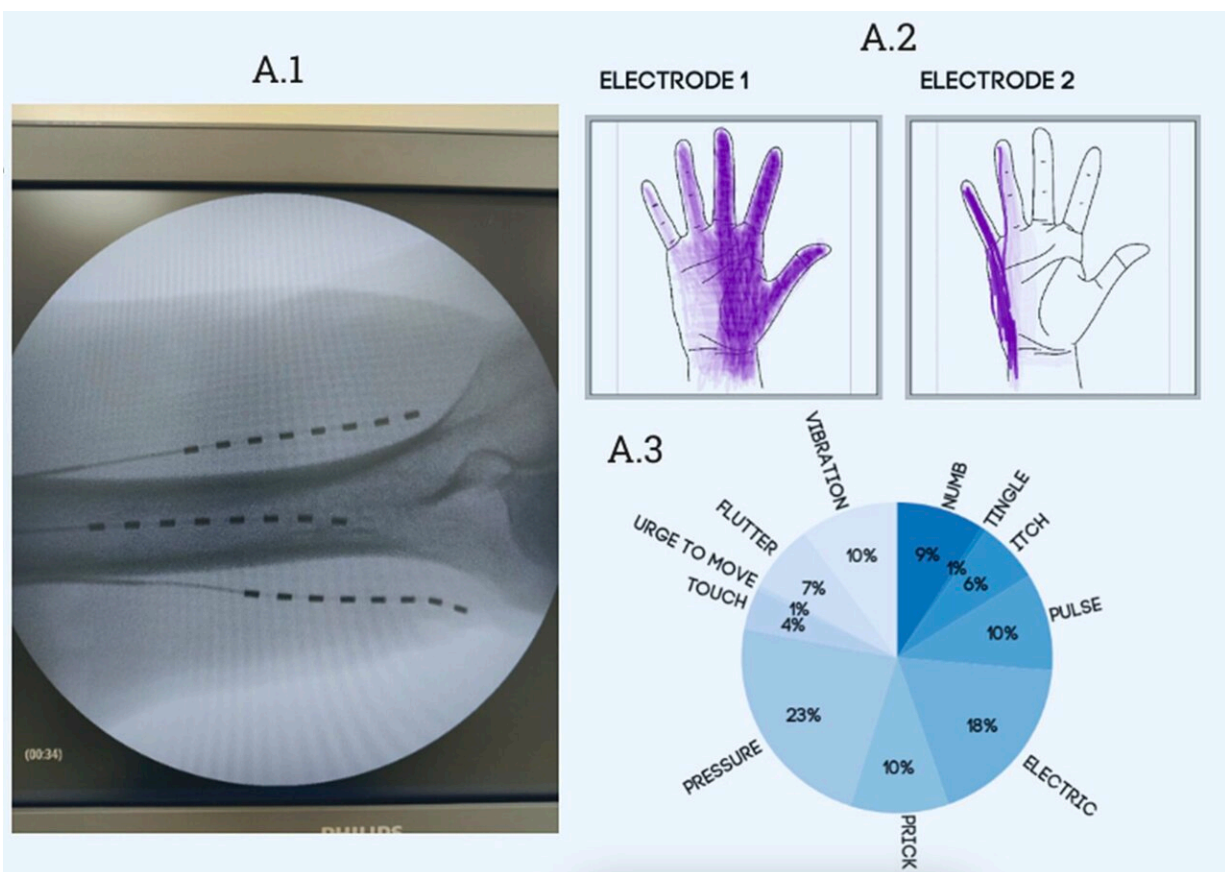 A.1
(00:34)
PHILIPS
A.2
ELECTRODE 1
ELECTRODE 2
A.3
VIBRATION
NUMB
TINGLE
ITCH
PULSE
ELECTRIC
PRICK
PRESSURE
TOUCH
URGE TO MOVE
FLUTTER
10%
9%
1%
6%
10%
18%
10%
23%
4%
1%
7%